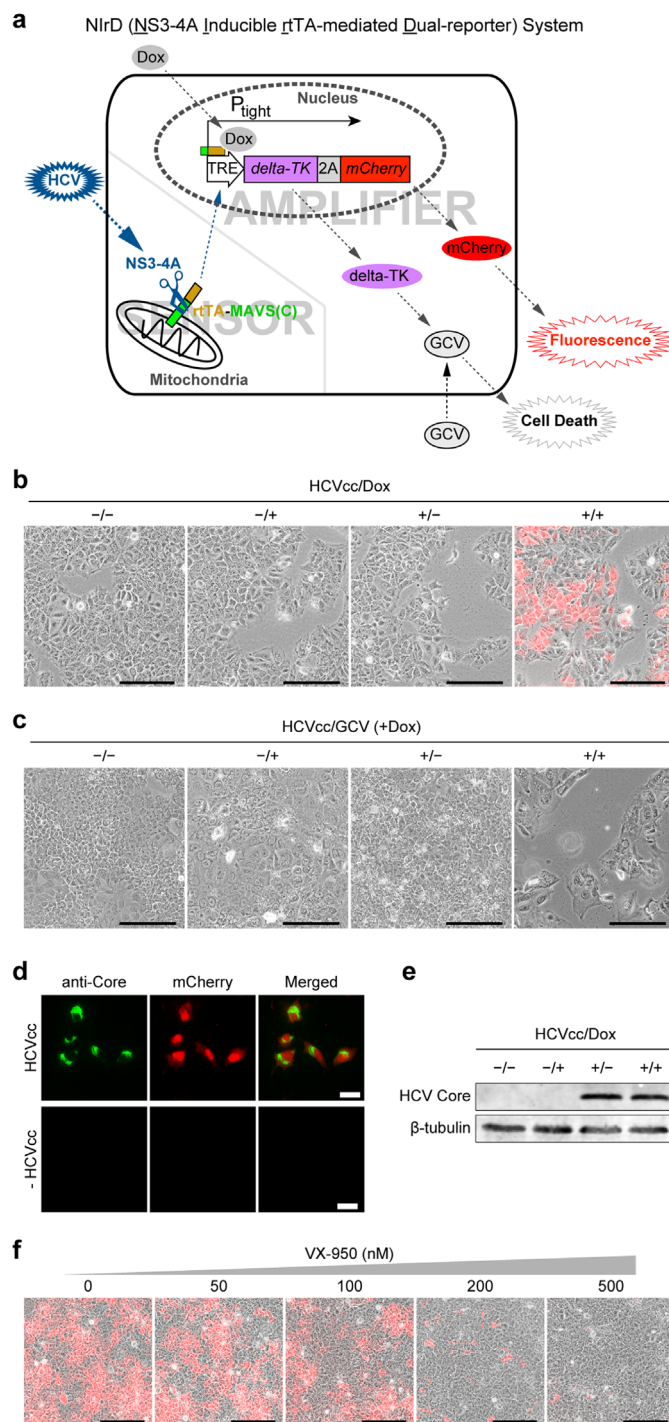 a
NIrD (NS3-4A Inducible rtTA-mediated Dual-reporter) System
Dox
Nucleus
Ptight
Dox
TRE delta-TK 2A mCherry
HCV
AMPLIFIER
NS3-4A
mCherry
delta-TK
rtTA-MAVS(C)
SENSOR
Fluorescence
GCV
Mitochondria
Cell Death
GCV
b
HCVcc/Dox
−/− −/+ +/− +/+
c
HCVcc/GCV (+Dox)
−/− −/+ +/− +/+
d
anti-Core mCherry Merged
HCVcc
- HCVcc
e
HCVcc/Dox
−/− −/+ +/− +/+
HCV Core
β-tubulin
f
VX-950 (nM)
0 50 100 200 500